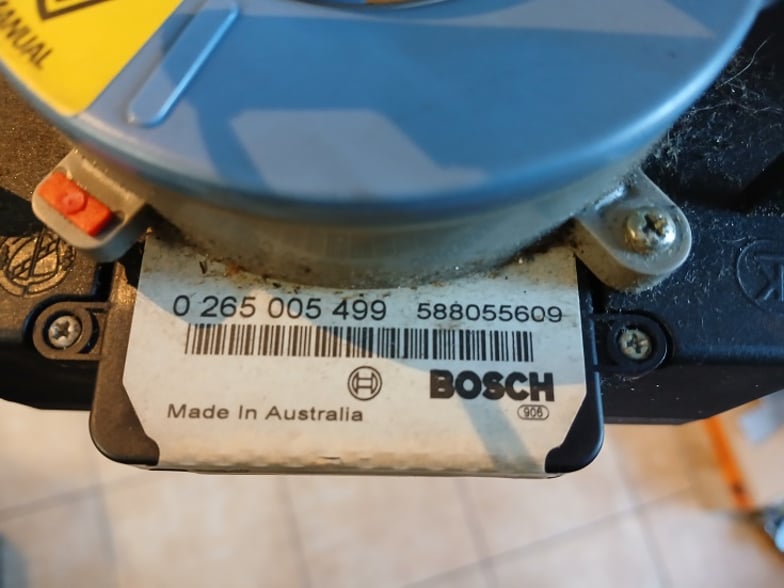 MANUAL
0 265 005 499 588055609
BOSCH
Made In Australia
906